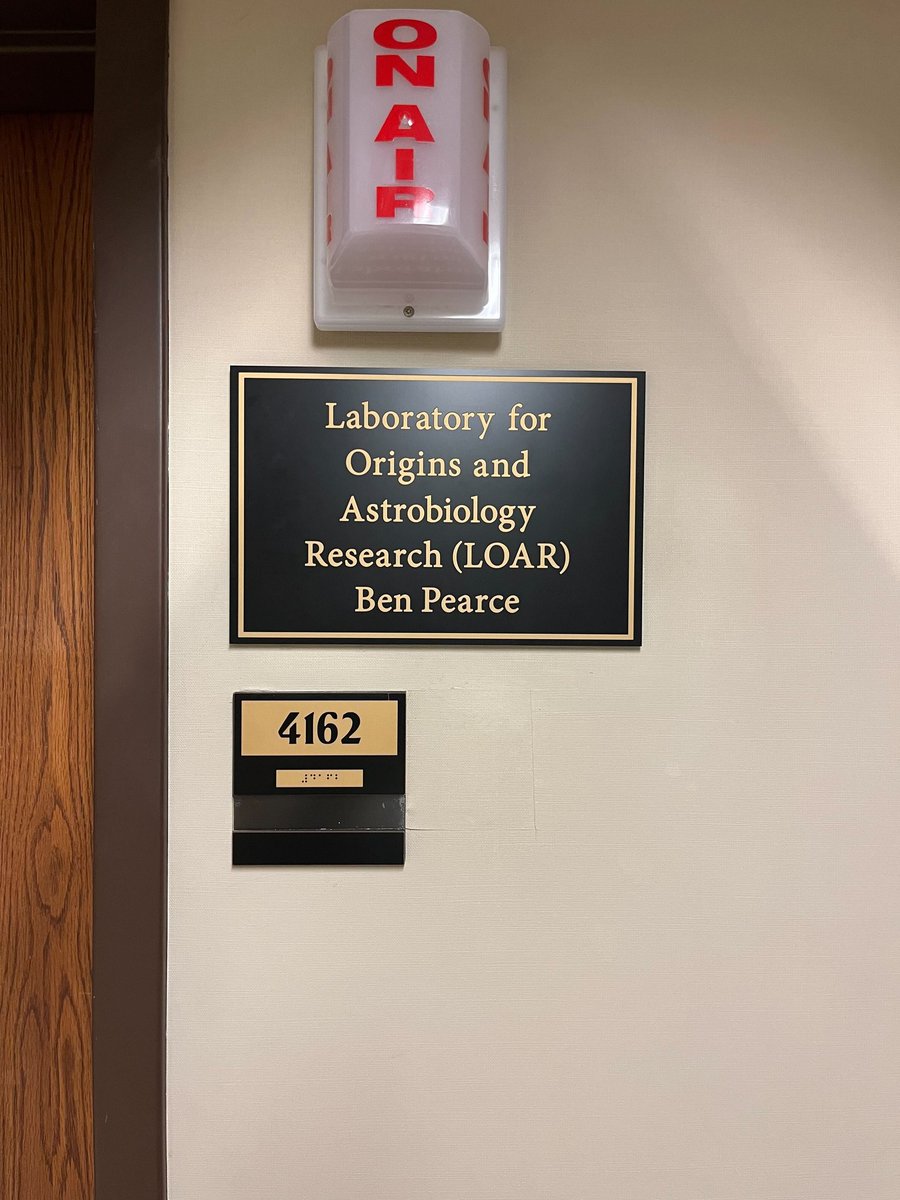 ON
AIR
Laboratory for
Origins and
Astrobiology
Research (LOAR)
Ben Pearce
4162